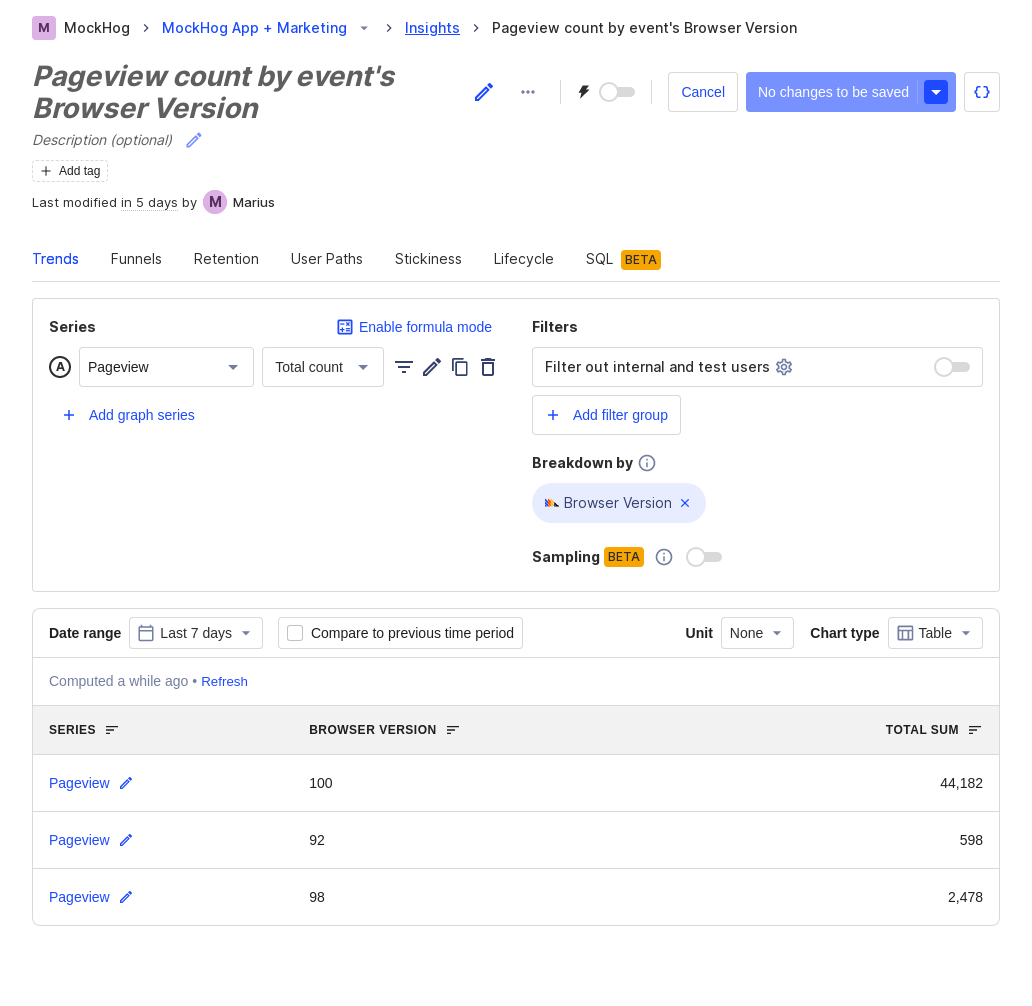 M MockHog MockHog App + Marketing Insights Pageview count by event's Browser Version
Pageview count by event's
Browser Version
Cancel No changes to be saved
Description (optional)
Add tag
Last modified in 5 days by M Marius
Trends Funnels Retention User Paths Stickiness Lifecycle SQL BETA
Series Enable formula mode Filters
A Pageview Total count Filter out internal and test users
Add graph series Add filter group
Breakdown by
Browser Version
Sampling BETA
Date range Last 7 days Compare to previous time period Unit None Chart type Table
Computed a while ago • Refresh
SERIES BROWSER VERSION TOTAL SUM
Pageview 100 44,182
Pageview 92 598
Pageview 98 2,478